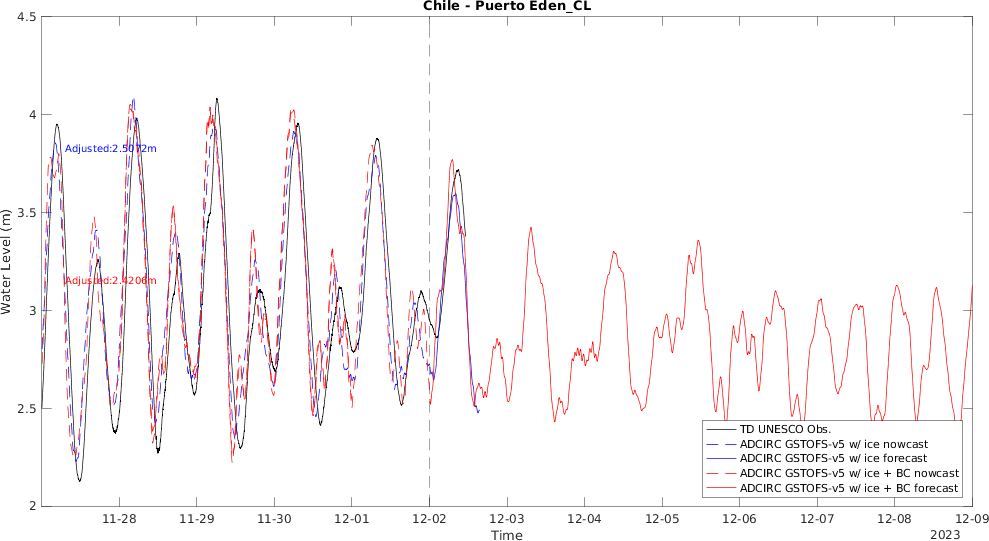 Chile - Puerto Eden_CL
4.5
4
3.5
3
2.5
2
Water Level (m)
Adjusted:2.5072m
Adjusted:2.4206m
TD UNESCO Obs.
ADCIRC GSTOFS-v5 w/ ice nowcast
ADCIRC GSTOFS-v5 w/ ice forecast
ADCIRC GSTOFS-v5 w/ ice + BC nowcast
ADCIRC GSTOFS-v5 w/ ice + BC forecast
11-28 11-29 11-30 12-01 12-02 12-03 12-04 12-05 12-06 12-07 12-08 12-09
Time
2023